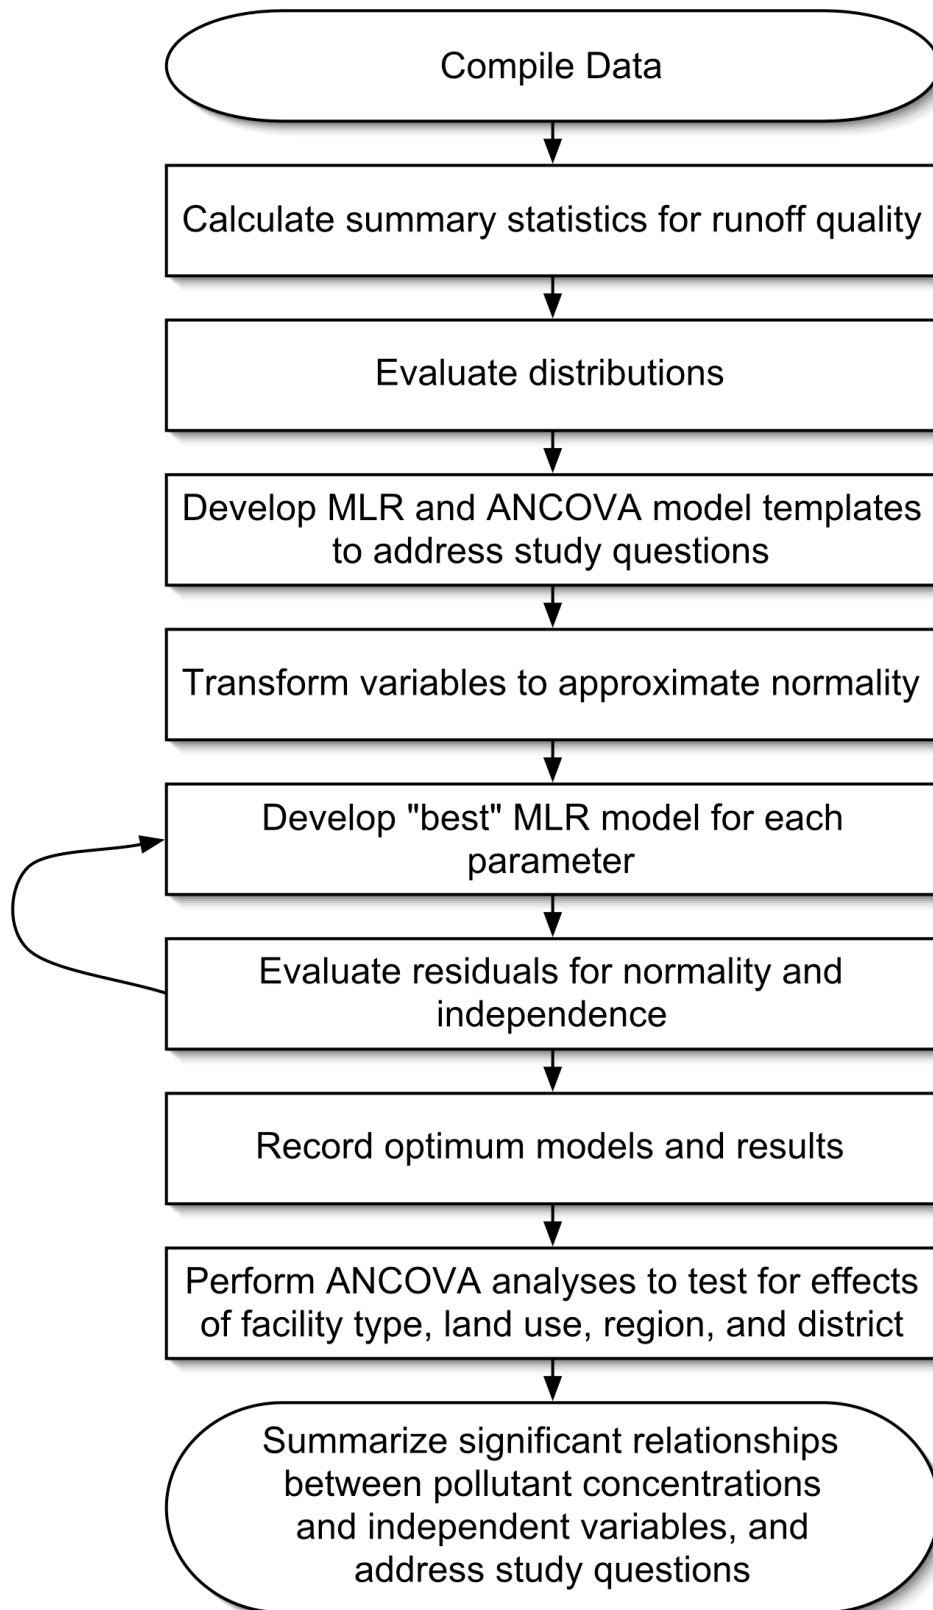 Compile Data
Calculate summary statistics for runoff quality
Evaluate distributions
Develop MLR and ANCOVA model templates
to address study questions
Transform variables to approximate normality
Develop "best" MLR model for each
parameter
Evaluate residuals for normality and
independence
Record optimum models and results
Perform ANCOVA analyses to test for effects
of facility type, land use, region, and district
Summarize significant relationships
between pollutant concentrations
and independent variables, and
address study questions